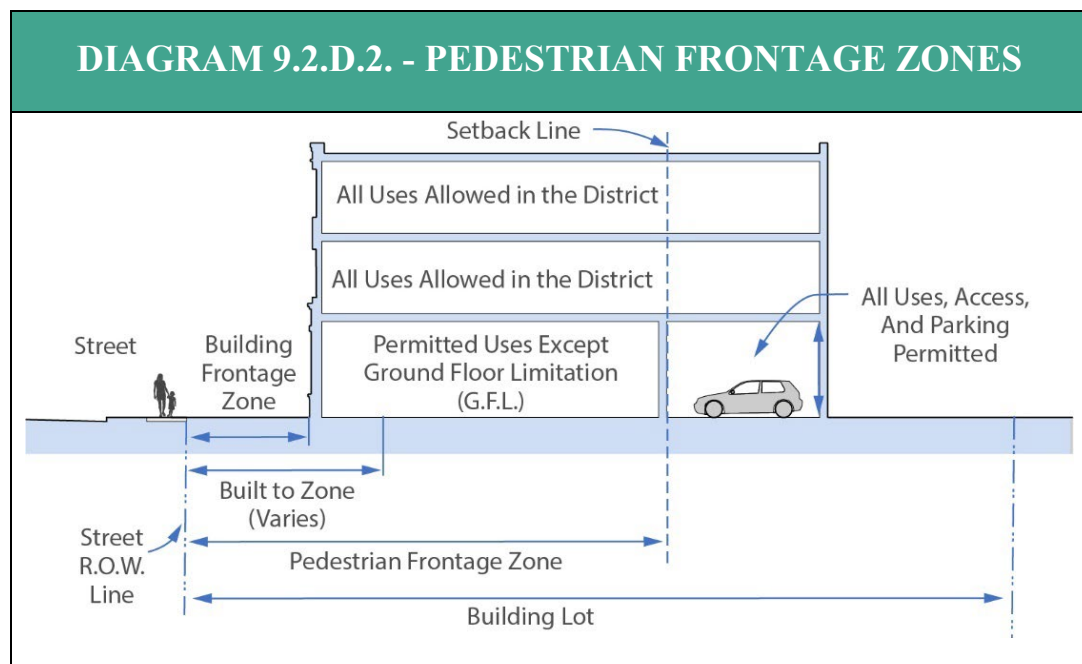 DIAGRAM 9.2.D.2. - PEDESTRIAN FRONTAGE ZONES
Setback Line
All Uses Allowed in the District
All Uses Allowed in the District
All Uses, Access,
And Parking
Permitted
Street
Building
Frontage
Zone
Permitted Uses Except
Ground Floor Limitation
(G.F.L.)
Built to Zone
(Varies)
Street
R.O.W.
Line
Pedestrian Frontage Zone
Building Lot